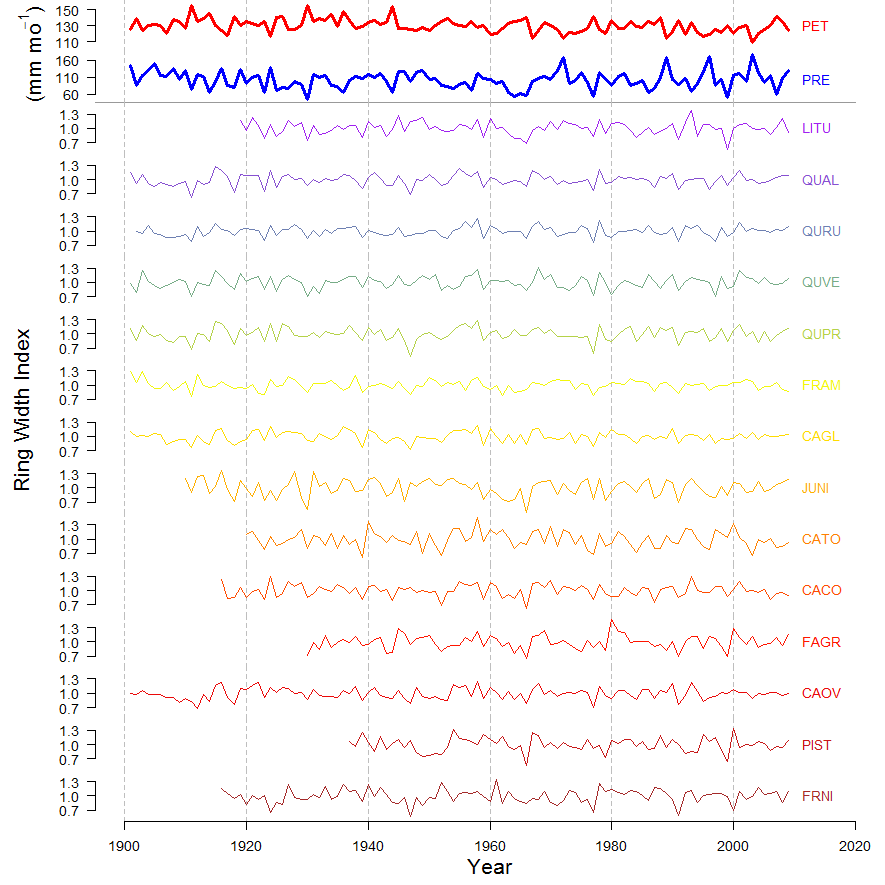 150
130
110
PET
(mm mo⁻¹)
160
110
60
PRE
1.3
1.0
0.7
LITU
1.3
1.0
0.7
QUAL
1.3
1.0
0.7
QURU
1.3
1.0
0.7
QUVE
1.3
1.0
0.7
QUPR
Ring Width Index
1.3
1.0
0.7
FRAM
1.3
1.0
0.7
CAGL
1.3
1.0
0.7
JUNI
1.3
1.0
0.7
CATO
1.3
1.0
0.7
CACO
1.3
1.0
0.7
FAGR
1.3
1.0
0.7
CAOV
1.3
1.0
0.7
PIST
1.3
1.0
0.7
FRNI
1900 1920 1940 1960 1980 2000 2020
Year